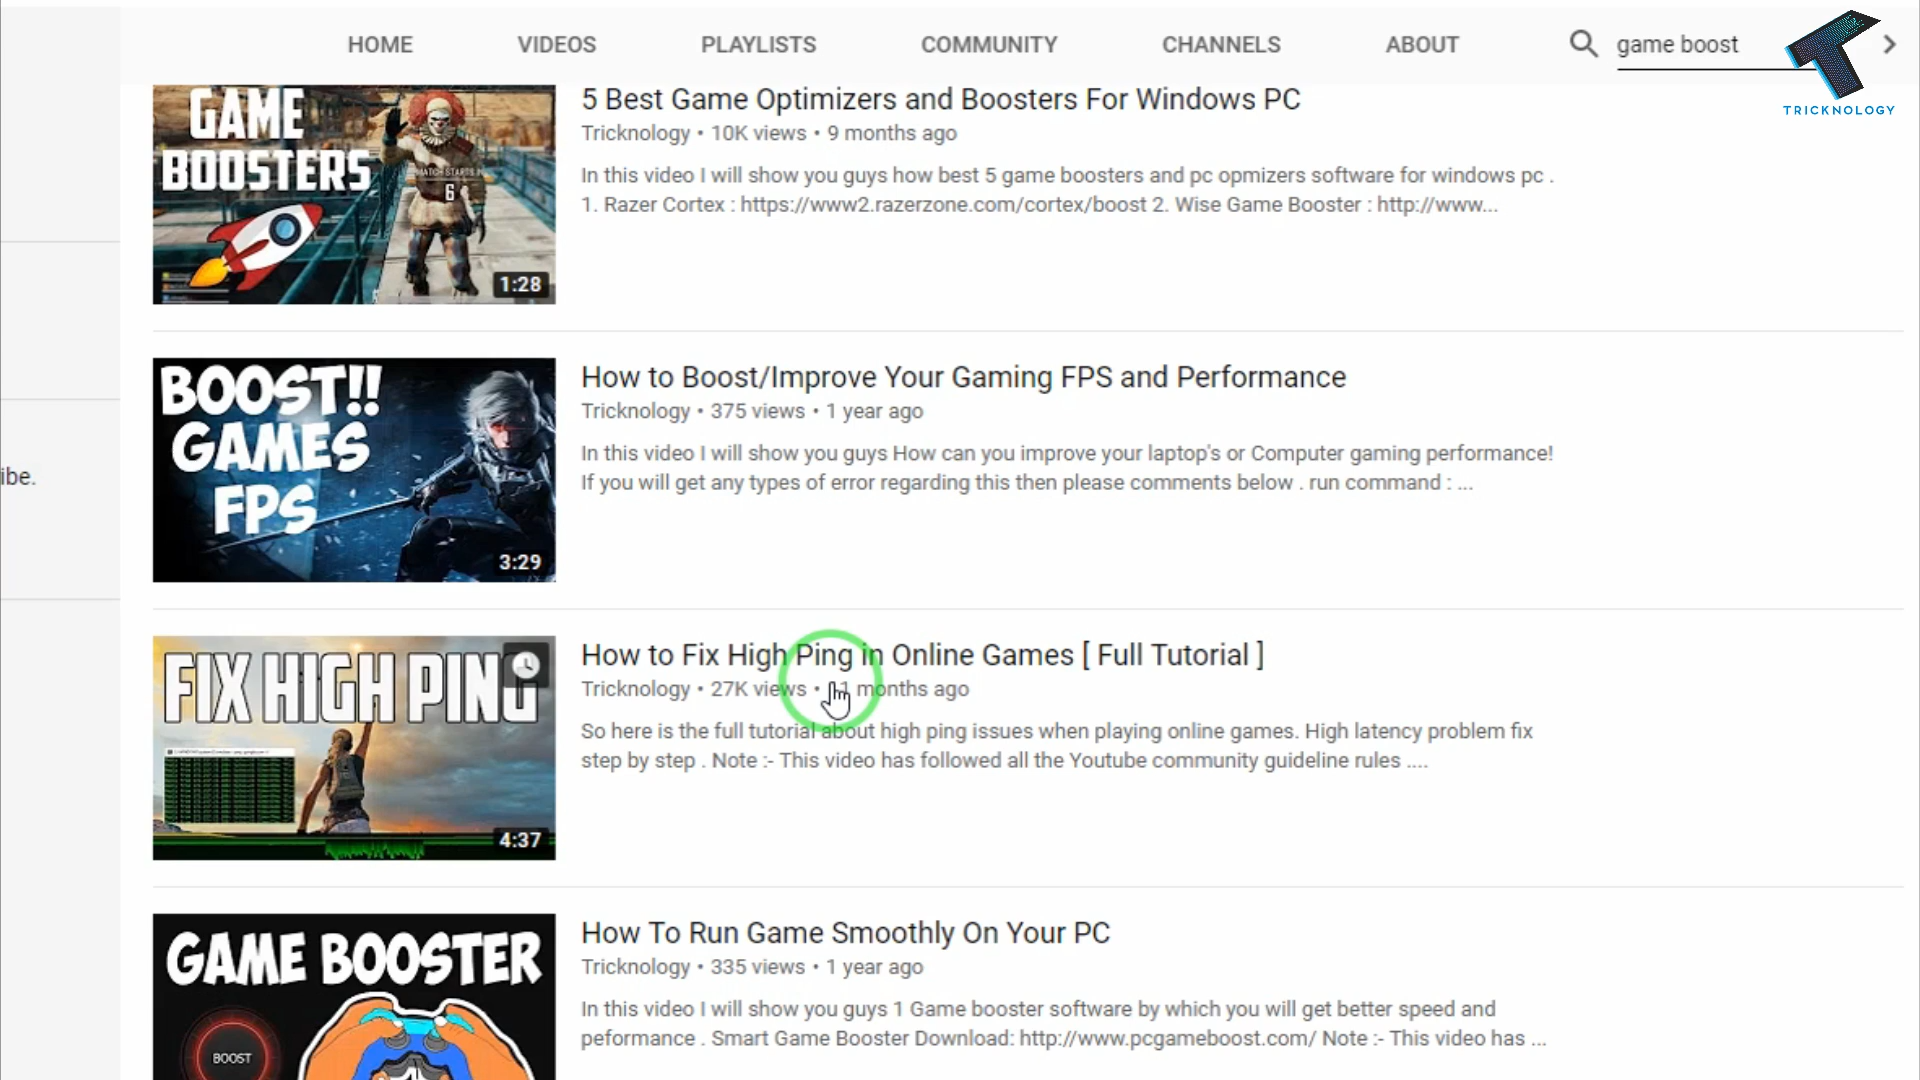 HOME VIDEOS PLAYLISTS COMMUNITY CHANNELS ABOUT game boost
TRICKNOLOGY
GAME
BOOSTERS
MATCH STARTS IN
6
1:28
5 Best Game Optimizers and Boosters For Windows PC
Tricknology • 10K views • 9 months ago
In this video I will show you guys how best 5 game boosters and pc opmizers software for windows pc .
1. Razer Cortex : https://www2.razerzone.com/cortex/boost 2. Wise Game Booster : http://www...
BOOST!!
GAMES
FPS
3:29
How to Boost/Improve Your Gaming FPS and Performance
Tricknology • 375 views • 1 year ago
In this video I will show you guys How can you improve your laptop's or Computer gaming performance!
If you will get any types of error regarding this then please comments below . run command : ...
ibe.
FIX HIGH PING
4:37
How to Fix High Ping in Online Games [ Full Tutorial ]
Tricknology • 27K views • months ago
So here is the full tutorial about high ping issues when playing online games. High latency problem fix
step by step . Note :- This video has followed all the Youtube community guideline rules ....
GAME BOOSTER
BOOST
How To Run Game Smoothly On Your PC
Tricknology • 335 views • 1 year ago
In this video I will show you guys 1 Game booster software by which you will get better speed and
peformance . Smart Game Booster Download: http://www.pcgameboost.com/ Note :- This video has ...